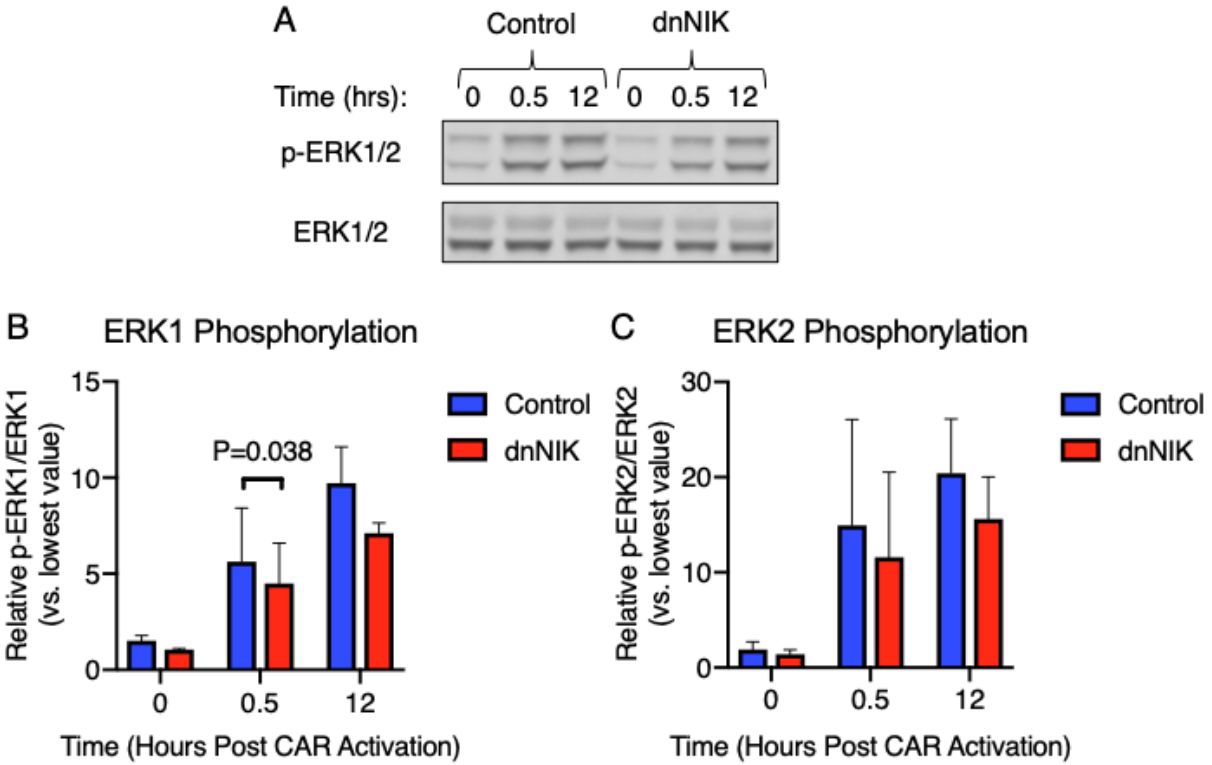 A
Control dnNIK
Time (hrs): 0 0.5 12 0 0.5 12
p-ERK1/2
ERK1/2
B ERK1 Phosphorylation
Relative p-ERK1/ERK1
(vs. lowest value)
15
10
5
0
P=0.038
Control
dnNIK
0 0.5 12
Time (Hours Post CAR Activation)
C ERK2 Phosphorylation
Relative p-ERK2/ERK2
(vs. lowest value)
30
20
10
0
Control
dnNIK
0 0.5 12
Time (Hours Post CAR Activation)